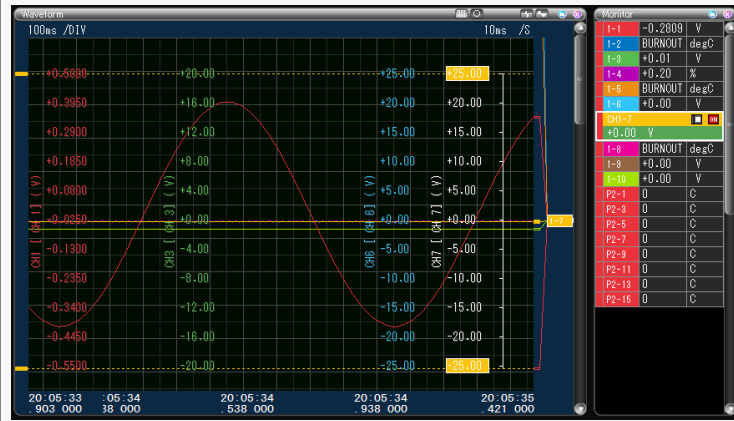 Waveform
100ms /DIV
10ms /S
+0.5000 +20.00 +25.00 +25.00
+0.3950 +16.00 +20.00 +20.00
+0.2900 +12.00 +15.00 +15.00
+0.1850 +8.00 +10.00 +10.00
+0.0800 +4.00 +5.00 +5.00
-0.0250 +0.00 +0.00 +0.00 1-7
-0.1300 -4.00 -5.00 -5.00
-0.2350 -8.00 -10.00 -10.00
-0.3400 -12.00 -15.00 -15.00
-0.4450 -16.00 -20.00 -20.00
-0.5500 -20.00 -25.00 -25.00
CH1 [ CH 1] ( V)
CH3 [ CH 3] ( V)
CH6 [ CH 6] ( V)
CH7 [ CH 7] ( V)
20:05:33 :05:34 20:05:34 20:05:34 20:05:35
.903 000 38 000 .538 000 .938 000 .421 000
Monitor
1-1 -0.2809 V
1-2 BURNOUT degC
1-3 +0.01 V
1-4 +0.20 %
1-5 BURNOUT degC
1-6 +0.00 V
CH1-7 ON
+0.00 V
1-8 BURNOUT degC
1-9 +0.00 V
1-10 +0.00 V
P2-1 0 C
P2-3 0 C
P2-5 0 C
P2-7 0 C
P2-9 0 C
P2-11 0 C
P2-13 0 C
P2-15 0 C